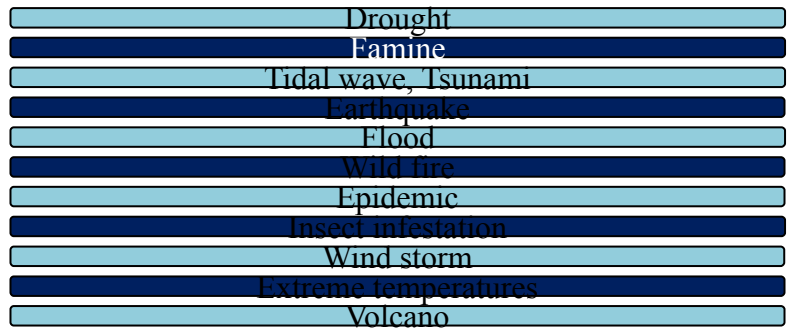 Drought
Famine
Tidal wave, Tsunami
Earthquake
Flood
Wild fire
Epidemic
Insect infestation
Wind storm
Extreme temperatures
Volcano